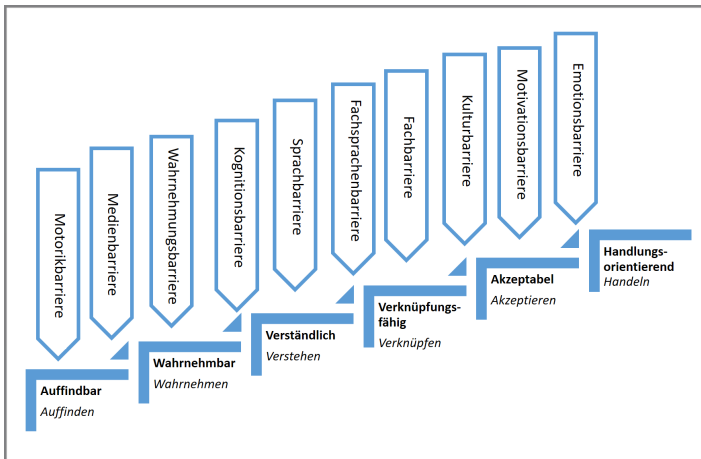 Motorikbarriere
Medienbarriere
Wahrnehmungsbarriere
Kognitionsbarriere
Sprachbarriere
Fachsprachenbarriere
Fachbarriere
Kulturbarriere
Motivationsbarriere
Emotionsbarriere
Auffindbar
Auffinden
Wahrnehmbar
Wahrnehmen
Verständlich
Verstehen
Verknüpfungs-
fähig
Verknüpfen
Akzeptabel
Akzeptieren
Handlungs-
orientierend
Handeln